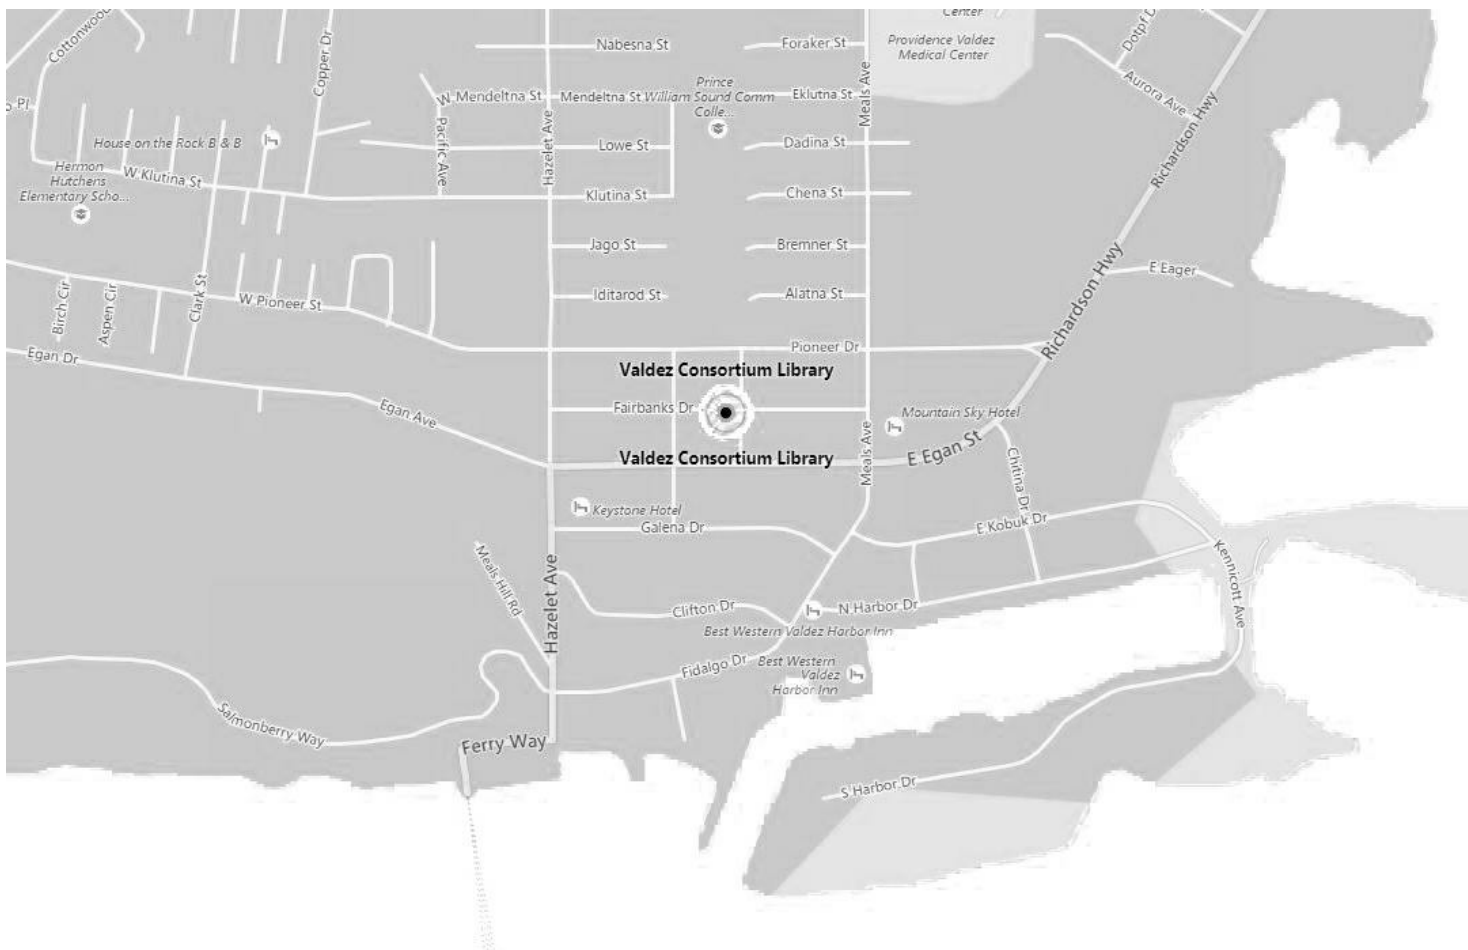 Cottonwood
Copper Dr
Nabesna St
Foraker St
Center
Providence Valdez
Medical Center
Dotpf D
Aurora Ave
Meals Ave
Richardson Hwy
o Pl
W Mendeltna St
Mendeltna St
Prince
William Sound Comm
Colle...
Eklutna St
House on the Rock B & B
Pacific Ave
Hazelet Ave
Lowe St
Dadina St
Hermon
Hutchens
Elementary Scho...
W Klutina St
Klutina St
Chena St
Jago St
Bremner St
Richardson Hwy
E Eager
Clark St
Birch Cir
Aspen Cir
W Pioneer St
Iditarod St
Alatna St
Pioneer Dr
Egan Dr
Valdez Consortium Library
Egan Ave
Fairbanks Dr
Mountain Sky Hotel
Valdez Consortium Library
Meals Ave
E Egan St
Chitina Dr
Keystone Hotel
Galena Dr
E Kobuk Dr
Meals Hill Rd
Hazelet Ave
Kennicott Ave
Clifton Dr
N Harbor Dr
Best Western Valdez Harbor Inn
Fidalgo Dr
Best Western
Valdez
Harbor Inn
Salmonberry Way
Ferry Way
S Harbor Dr